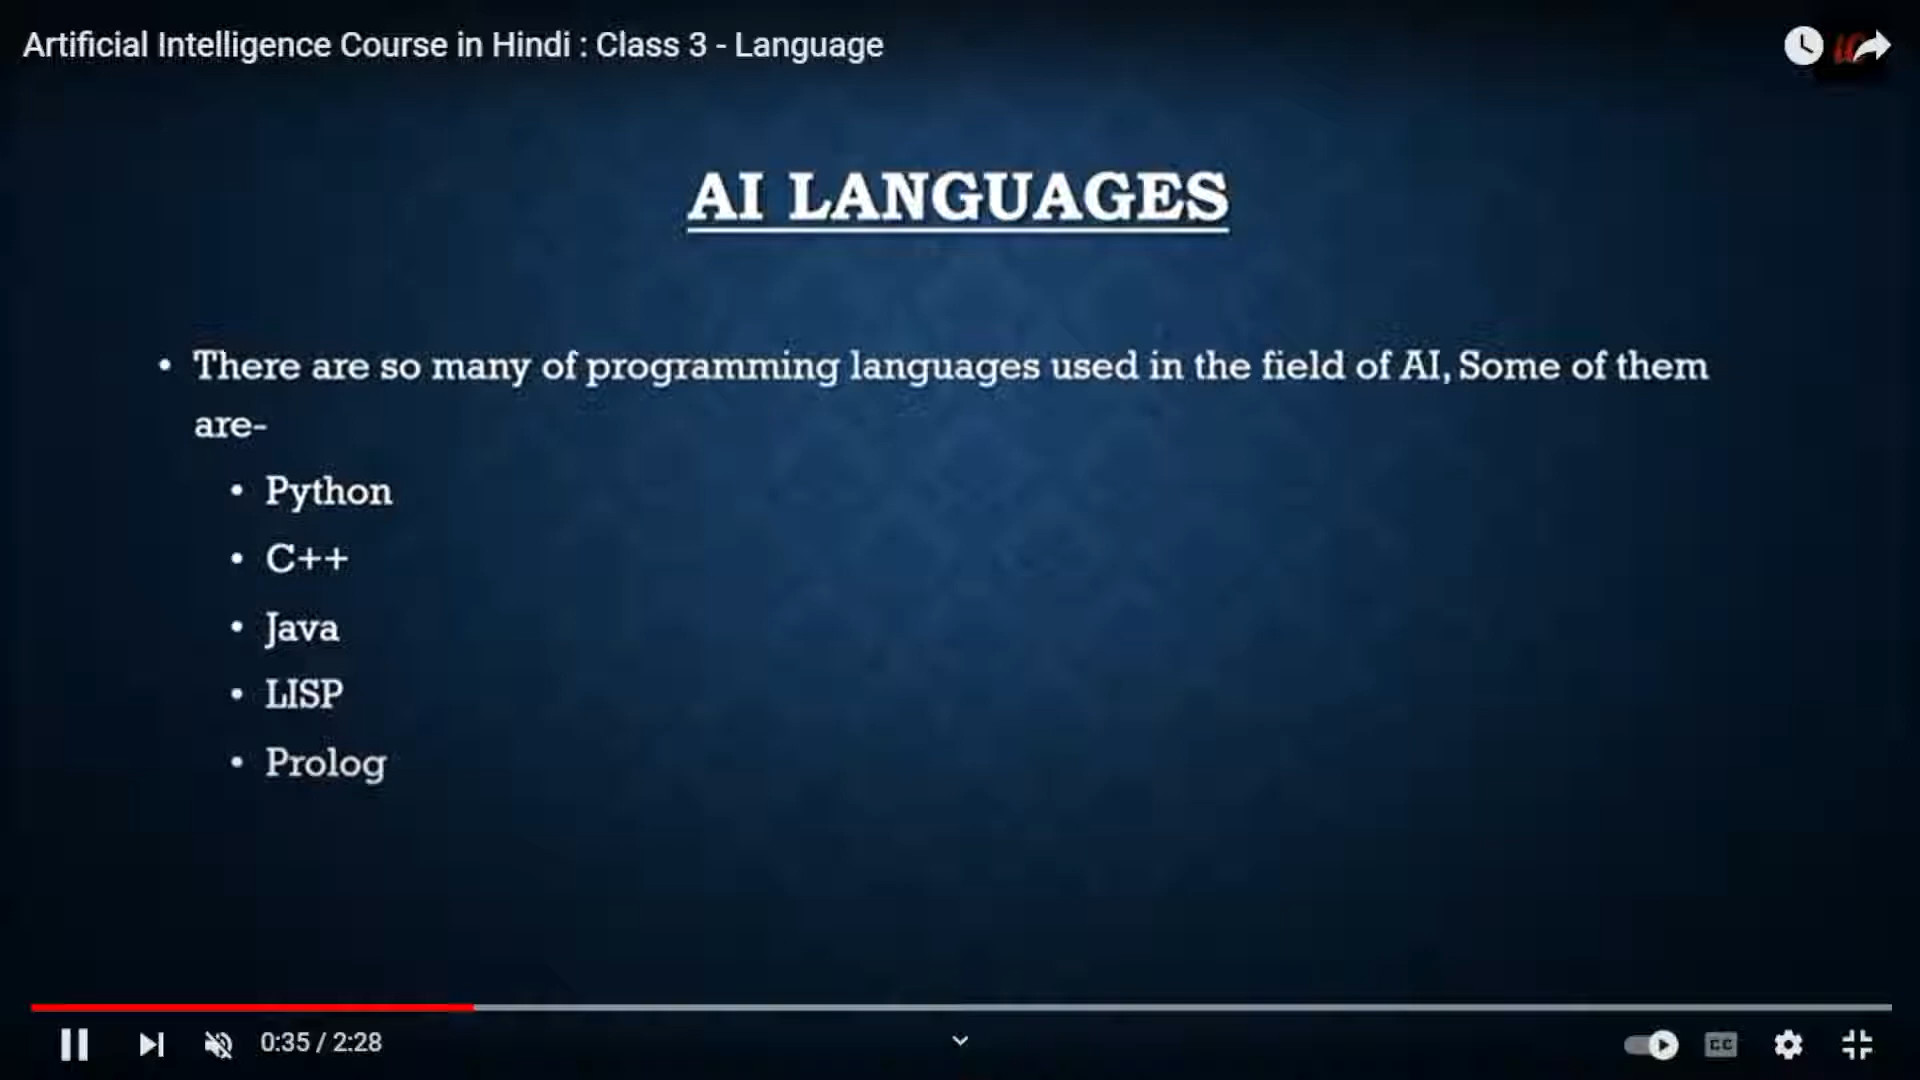 Artificial Intelligence Course in Hindi : Class 3 - Language
AI LANGUAGES
• There are so many of programming languages used in the field of AI, Some of them
are-
• Python
• C++
• Java
• LISP
• Prolog
0:35 / 2:28
CC